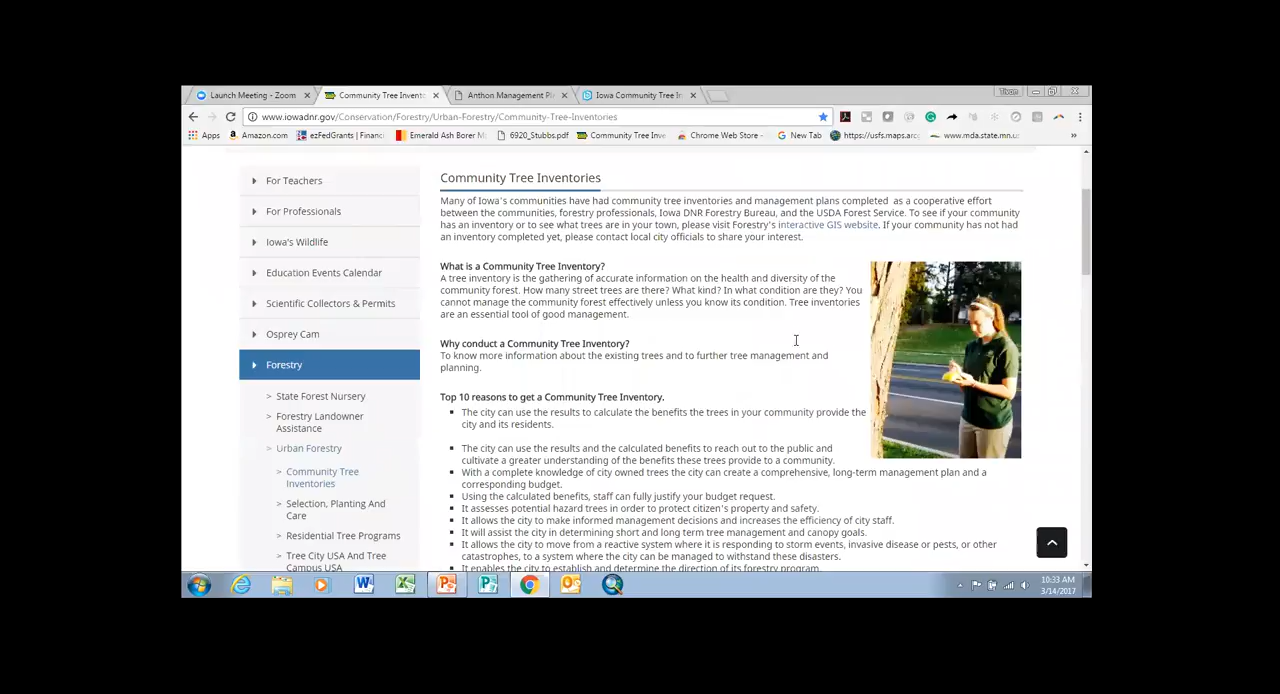 Launch Meeting - Zoom
Community Tree Invento
Anthon Management Pl
Iowa Community Tree In
Tivon
www.iowadnr.gov/Conservation/Forestry/Urban-Forestry/Community-Tree-Inventories
Apps
Amazon.com
ezFedGrants | Financi
Emerald Ash Borer M
6920_Stubbs.pdf
Community Tree Inve
Chrome Web Store -
New Tab
https://usfs.maps.arc
www.mda.state.mn.u
»
For Teachers
For Professionals
Iowa's Wildlife
Education Events Calendar
Scientific Collectors & Permits
Osprey Cam
Forestry
> State Forest Nursery
> Forestry Landowner
Assistance
> Urban Forestry
> Community Tree
Inventories
> Selection, Planting And
Care
> Residential Tree Programs
> Tree City USA And Tree
Campus USA
Community Tree Inventories
Many of Iowa's communities have had community tree inventories and management plans completed as a cooperative effort
between the communities, forestry professionals, Iowa DNR Forestry Bureau, and the USDA Forest Service. To see if your community
has an inventory or to see what trees are in your town, please visit Forestry's interactive GIS website. If your community has not had
an inventory completed yet, please contact local city officials to share your interest.
What is a Community Tree Inventory?
A tree inventory is the gathering of accurate information on the health and diversity of the
community forest. How many street trees are there? What kind? In what condition are they? You
cannot manage the community forest effectively unless you know its condition. Tree inventories
are an essential tool of good management.
Why conduct a Community Tree Inventory?
To know more information about the existing trees and to further tree management and
planning.
Top 10 reasons to get a Community Tree Inventory.
The city can use the results to calculate the benefits the trees in your community provide the
city and its residents.
The city can use the results and the calculated benefits to reach out to the public and
cultivate a greater understanding of the benefits these trees provide to a community.
With a complete knowledge of city owned trees the city can create a comprehensive, long-term management plan and a
corresponding budget.
Using the calculated benefits, staff can fully justify your budget request.
It assesses potential hazard trees in order to protect citizen's property and safety.
It allows the city to make informed management decisions and increases the efficiency of city staff.
It will assist the city in determining short and long term tree management and canopy goals.
It allows the city to move from a reactive system where it is responding to storm events, invasive disease or pests, or other
catastrophes, to a system where the city can be managed to withstand these disasters.
It enables the city to establish and determine the direction of its forestry program.
10:33 AM
3/14/2017